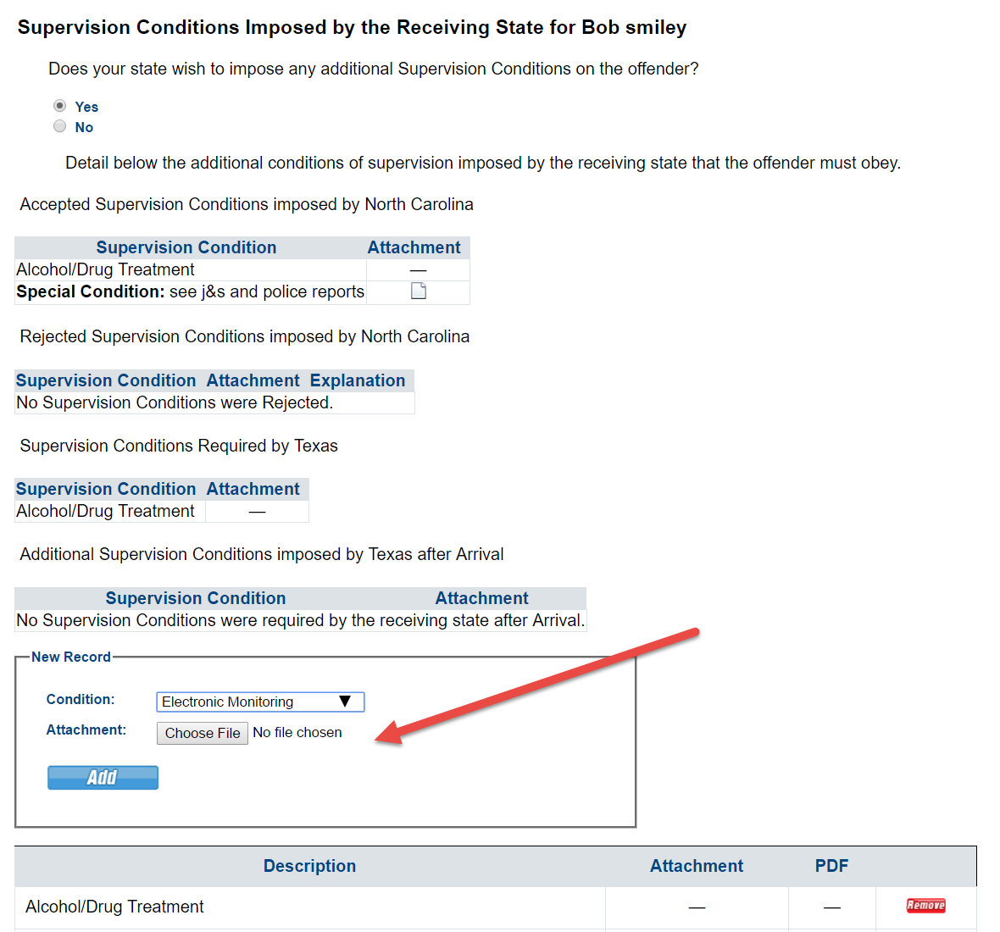 Supervision Conditions Imposed by the Receiving State for Bob smiley
Does your state wish to impose any additional Supervision Conditions on the offender?
Yes
No
Detail below the additional conditions of supervision imposed by the receiving state that the offender must obey.
Accepted Supervision Conditions imposed by North Carolina
Supervision Condition Attachment
Alcohol/Drug Treatment —
Special Condition: see j&s and police reports
Rejected Supervision Conditions imposed by North Carolina
Supervision Condition Attachment Explanation
No Supervision Conditions were Rejected.
Supervision Conditions Required by Texas
Supervision Condition Attachment
Alcohol/Drug Treatment —
Additional Supervision Conditions imposed by Texas after Arrival
Supervision Condition Attachment
No Supervision Conditions were required by the receiving state after Arrival.
New Record
Condition: Electronic Monitoring
Attachment: Choose File No file chosen
Add
Description Attachment PDF
Alcohol/Drug Treatment — — Remove